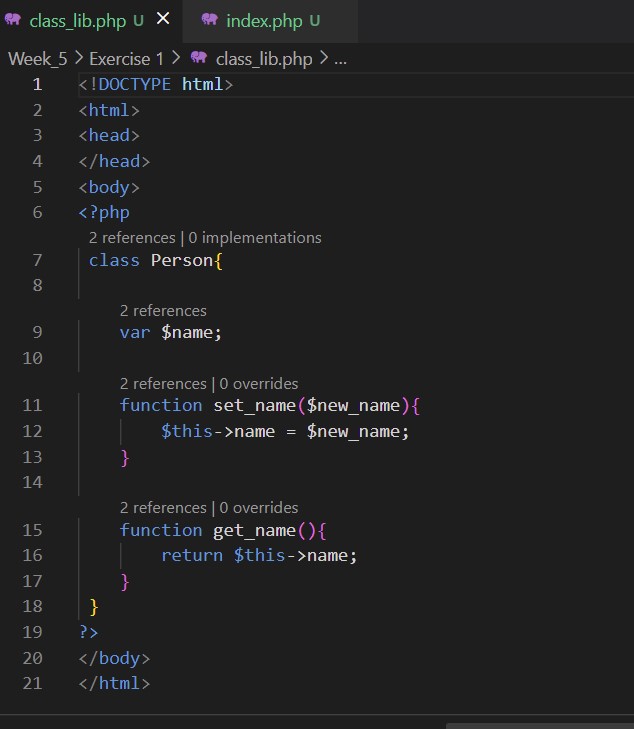 class_lib.php U × index.php U
Week_5 > Exercise 1 > class_lib.php > ...
1 <!DOCTYPE html>
2 <html>
3 <head>
4 </head>
5 <body>
6 <?php
2 references | 0 implementations
7 class Person{
8
2 references
9 var $name;
10
2 references | 0 overrides
11 function set_name($new_name){
12 $this->name = $new_name;
13 }
14
2 references | 0 overrides
15 function get_name(){
16 return $this->name;
17 }
18 }
19 ?>
20 </body>
21 </html>